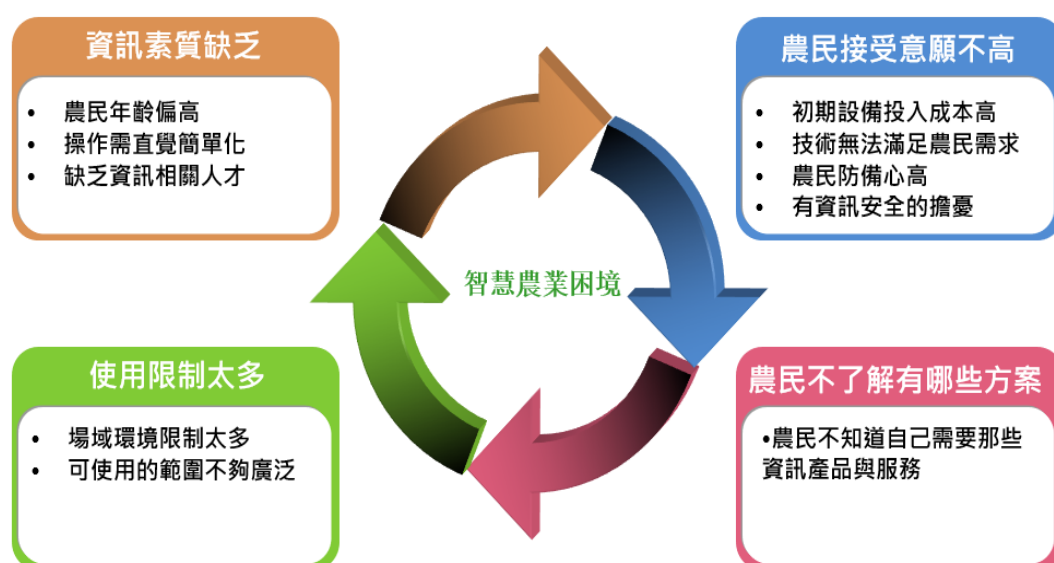 資訊素質缺乏
• 農民年齡偏高
• 操作需直覺簡單化
• 缺乏資訊相關人才
農民接受意願不高
• 初期設備投入成本高
• 技術無法滿足農民需求
• 農民防備心高
• 有資訊安全的擔憂
智慧農業困境
使用限制太多
• 場域環境限制太多
• 可使用的範圍不夠廣泛
農民不了解有哪些方案
•農民不知道自己需要那些
資訊產品與服務